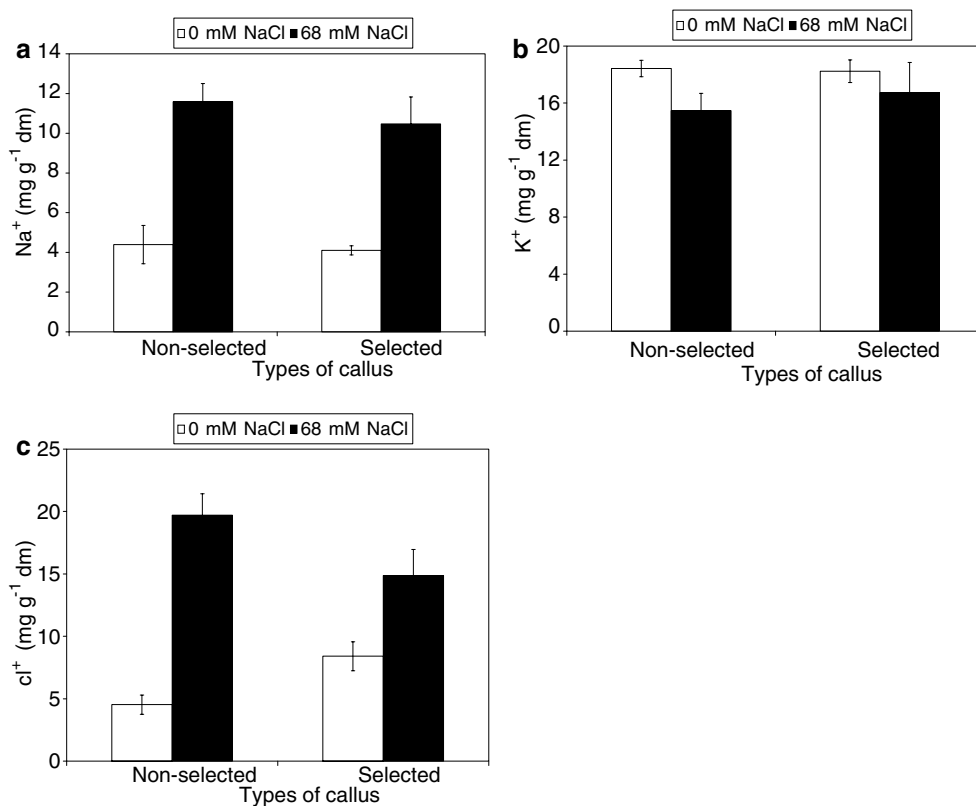 a
0 mM NaCl 68 mM NaCl
14
12
10
8
6
4
2
0
Na⁺ (mg g⁻¹ dm)
Non-selected Selected
Types of callus
b
0 mM NaCl 68 mM NaCl
20
16
12
8
4
0
K⁺ (mg g⁻¹ dm)
Non-selected Selected
Types of callus
c
0 mM NaCl 68 mM NaCl
25
20
15
10
5
0
cl⁺ (mg g⁻¹ dm)
Non-selected Selected
Types of callus